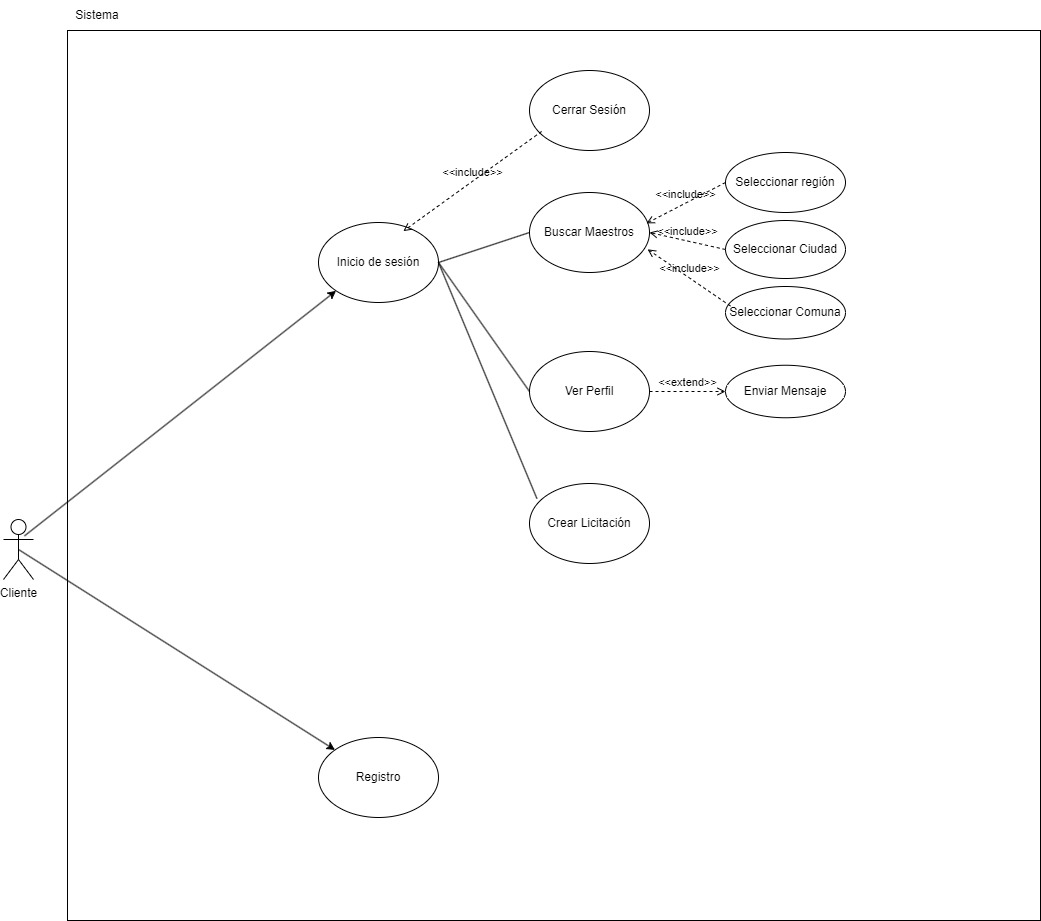 Sistema
Cerrar Sesión
<<include>>
Seleccionar región
<<include>>
Buscar Maestros
<<include>>
Seleccionar Ciudad
Inicio de sesión
<<include>>
Seleccionar Comuna
<<extend>>
Ver Perfil
Enviar Mensaje
Crear Licitación
Cliente
Registro